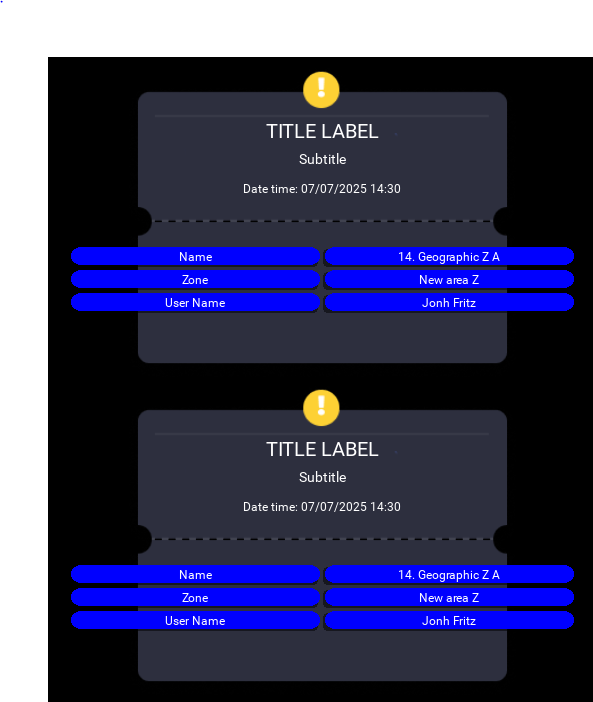 !
TITLE LABEL
Subtitle
Date time: 07/07/2025 14:30
Name 14. Geographic Z A
Zone New area Z
User Name Jonh Fritz
!
TITLE LABEL
Subtitle
Date time: 07/07/2025 14:30
Name 14. Geographic Z A
Zone New area Z
User Name Jonh Fritz